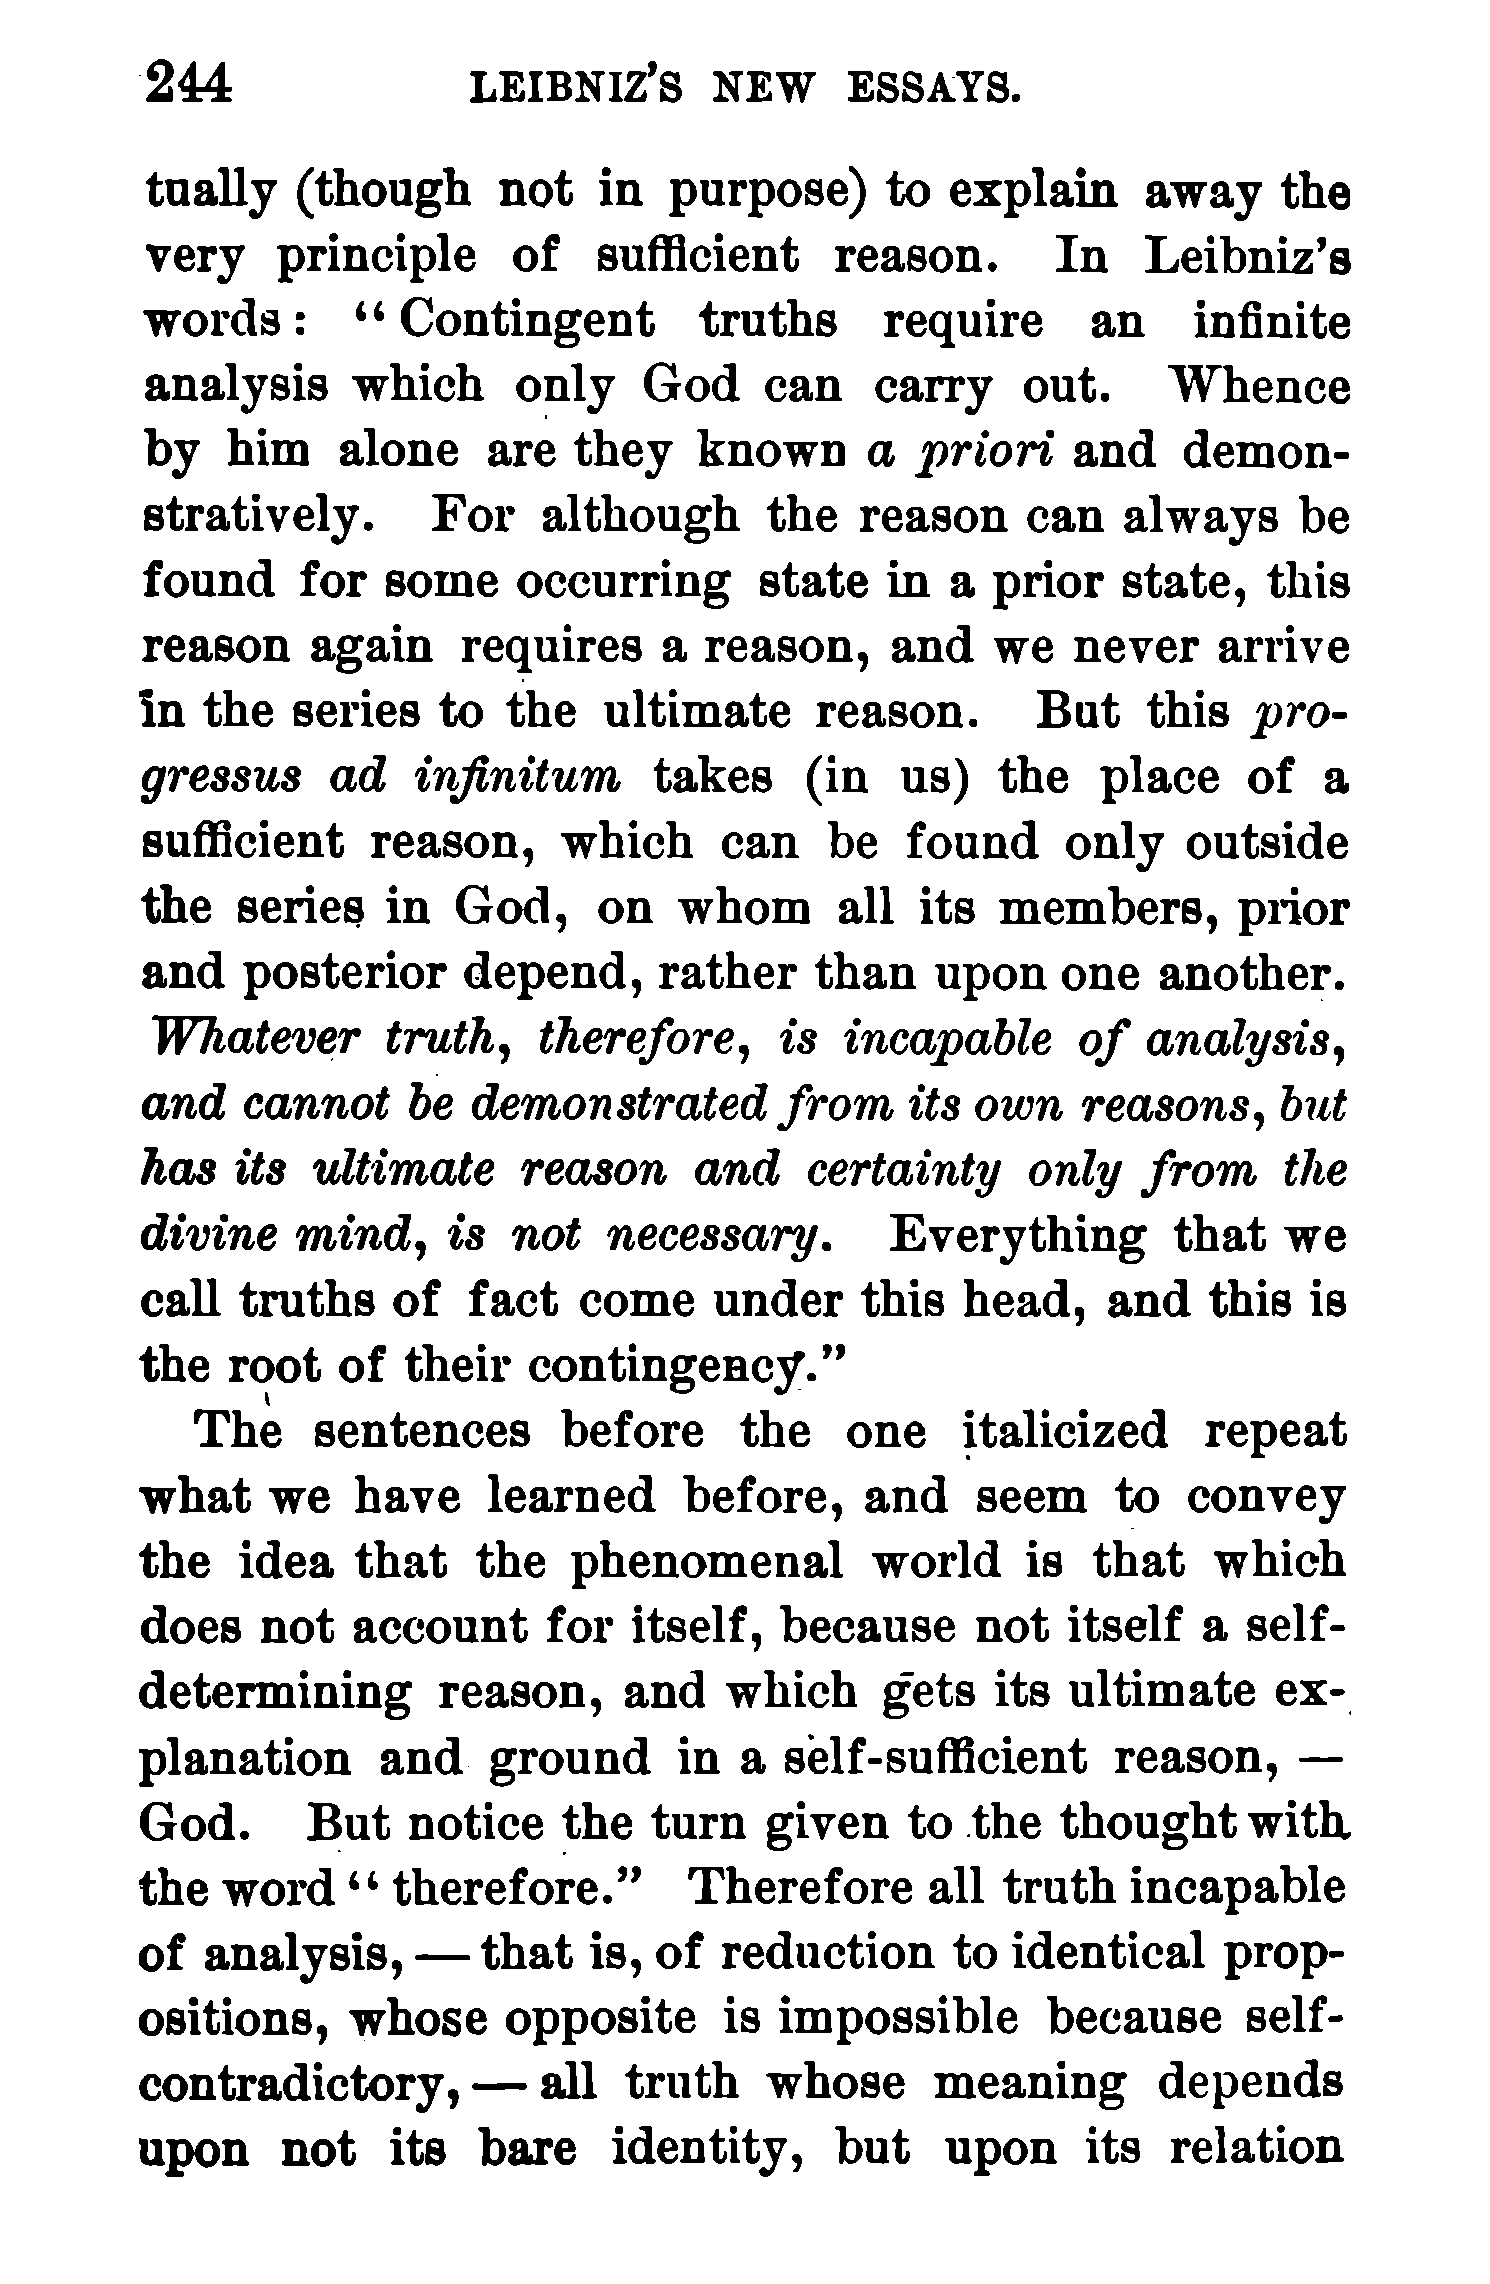 244 LEIBNIZ'S NEW ESSAYS.
tually (though not in purpose) to explain away the
very principle of sufficient reason. In Leibniz's
words: "Contingent truths require an infinite
analysis which only God can carry out. Whence
by him alone are they known a priori and demon-
stratively. For although the reason can always be
found for some occurring state in a prior state, this
reason again requires a reason, and we never arrive
in the series to the ultimate reason. But this pro-
gressus ad infinitum takes (in us) the place of a
sufficient reason, which can be found only outside
the series in God, on whom all its members, prior
and posterior depend, rather than upon one another.
Whatever truth, therefore, is incapable of analysis,
and cannot be demonstrated from its own reasons, but
has its ultimate reason and certainty only from the
divine mind, is not necessary. Everything that we
call truths of fact come under this head, and this is
the root of their contingency."
The sentences before the one italicized repeat
what we have learned before, and seem to convey
the idea that the phenomenal world is that which
does not account for itself, because not itself a self-
determining reason, and which gets its ultimate ex-
planation and ground in a self-sufficient reason, —
God. But notice the turn given to the thought with
the word "therefore." Therefore all truth incapable
of analysis, — that is, of reduction to identical prop-
ositions, whose opposite is impossible because self-
contradictory, — all truth whose meaning depends
upon not its bare identity, but upon its relation